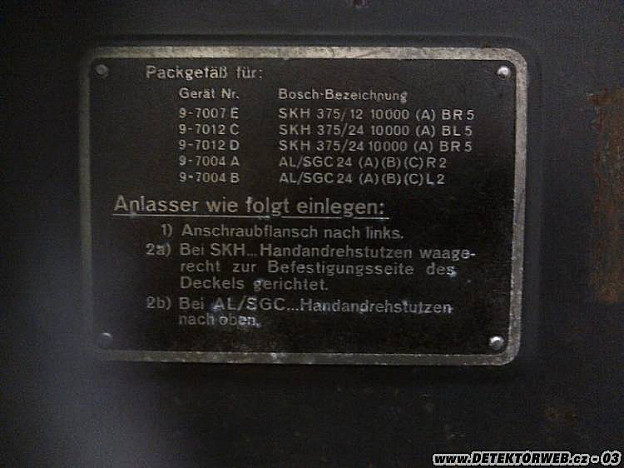 Packgefäß für:
Gerät Nr. Bosch-Bezeichnung
9-7007 E SKH 375/12 10000 (A) BR 5
9-7012 C SKH 375/24 10000 (A) BL 5
9-7012 D SKH 375/24 10000 (A) BR 5
9-7004 A AL/SGC 24 (A)(B)(C) R 2
9-7004 B AL/SGC 24 (A)(B)(C) L 2
Anlasser wie folgt einlegen:
1) Anschraubflansch nach links.
2a) Bei SKH...Handandrehstutzen waage-
recht zur Befestigungsseite des
Deckels gerichtet.
2b) Bei AL/SGC...Handandrehstutzen
nach oben.
www.DETEKTORWEB.cz - 03